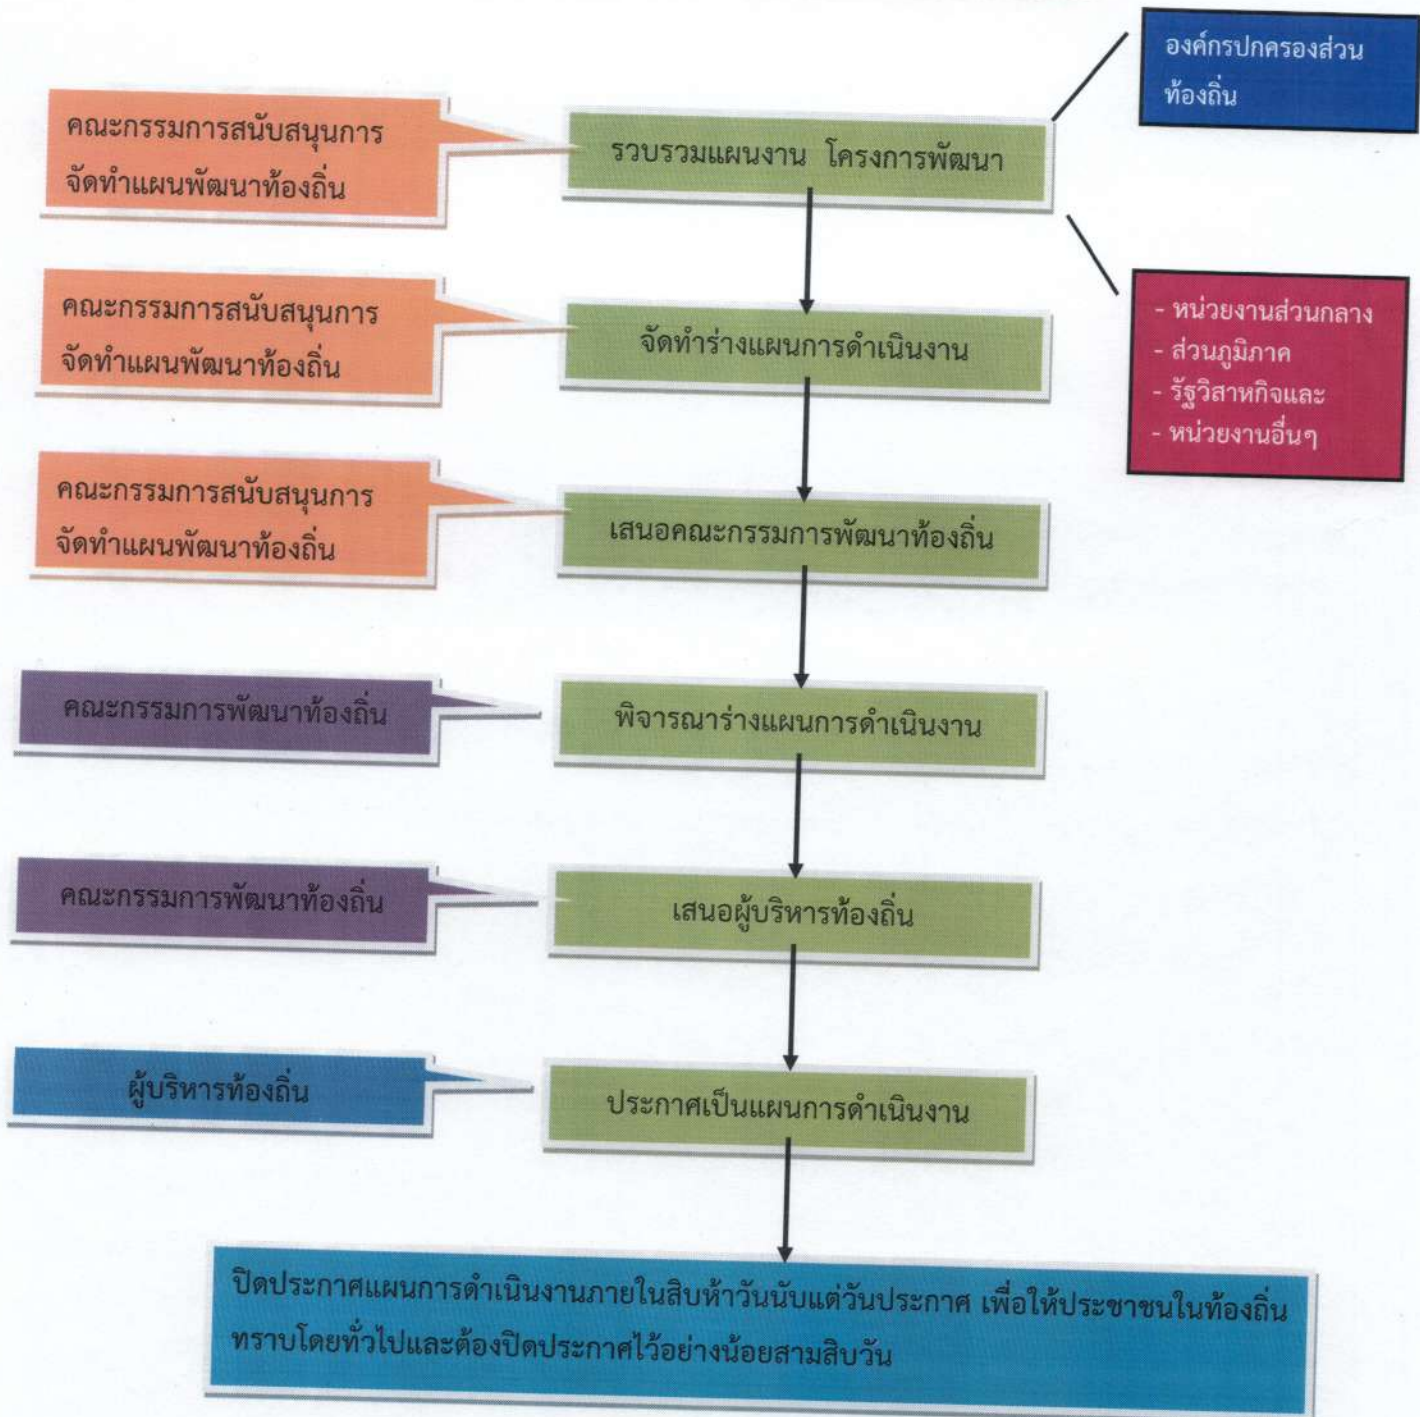 องค์กรปกครองส่วน
ท้องถิ่น
คณะกรรมการสนับสนุนการ
จัดทำแผนพัฒนาท้องถิ่น
รวบรวมแผนงาน โครงการพัฒนา
คณะกรรมการสนับสนุนการ
จัดทำแผนพัฒนาท้องถิ่น
จัดทำร่างแผนการดำเนินงาน
- หน่วยงานส่วนกลาง
- ส่วนภูมิภาค
- รัฐวิสาหกิจและ
- หน่วยงานอื่นๆ
คณะกรรมการสนับสนุนการ
จัดทำแผนพัฒนาท้องถิ่น
เสนอคณะกรรมการพัฒนาท้องถิ่น
คณะกรรมการพัฒนาท้องถิ่น
พิจารณาร่างแผนการดำเนินงาน
คณะกรรมการพัฒนาท้องถิ่น
เสนอผู้บริหารท้องถิ่น
ผู้บริหารท้องถิ่น
ประกาศเป็นแผนการดำเนินงาน
ปิดประกาศแผนการดำเนินงานภายในสิบห้าวันนับแต่วันประกาศ เพื่อให้ประชาชนในท้องถิ่น
ทราบโดยทั่วไปและต้องปิดประกาศไว้อย่างน้อยสามสิบวัน